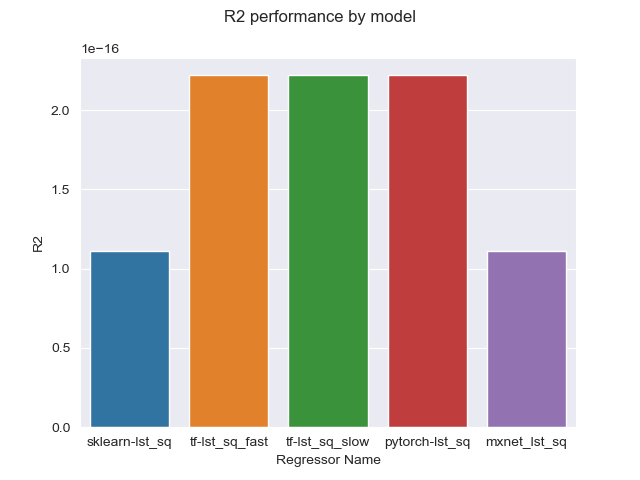 R2 performance by model
1e−16
2.0
1.5
1.0
0.5
0.0
R2
sklearn-lst_sq tf-lst_sq_fast tf-lst_sq_slow pytorch-lst_sq mxnet_lst_sq
Regressor Name